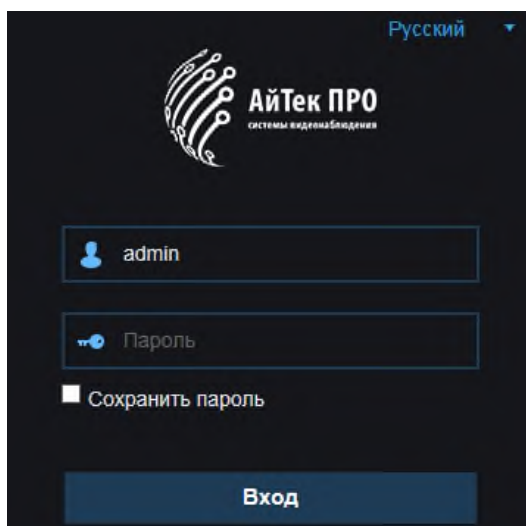 Русский
АйТек ПРО
системы видеонаблюдения
admin
Пароль
Сохранить пароль
Вход